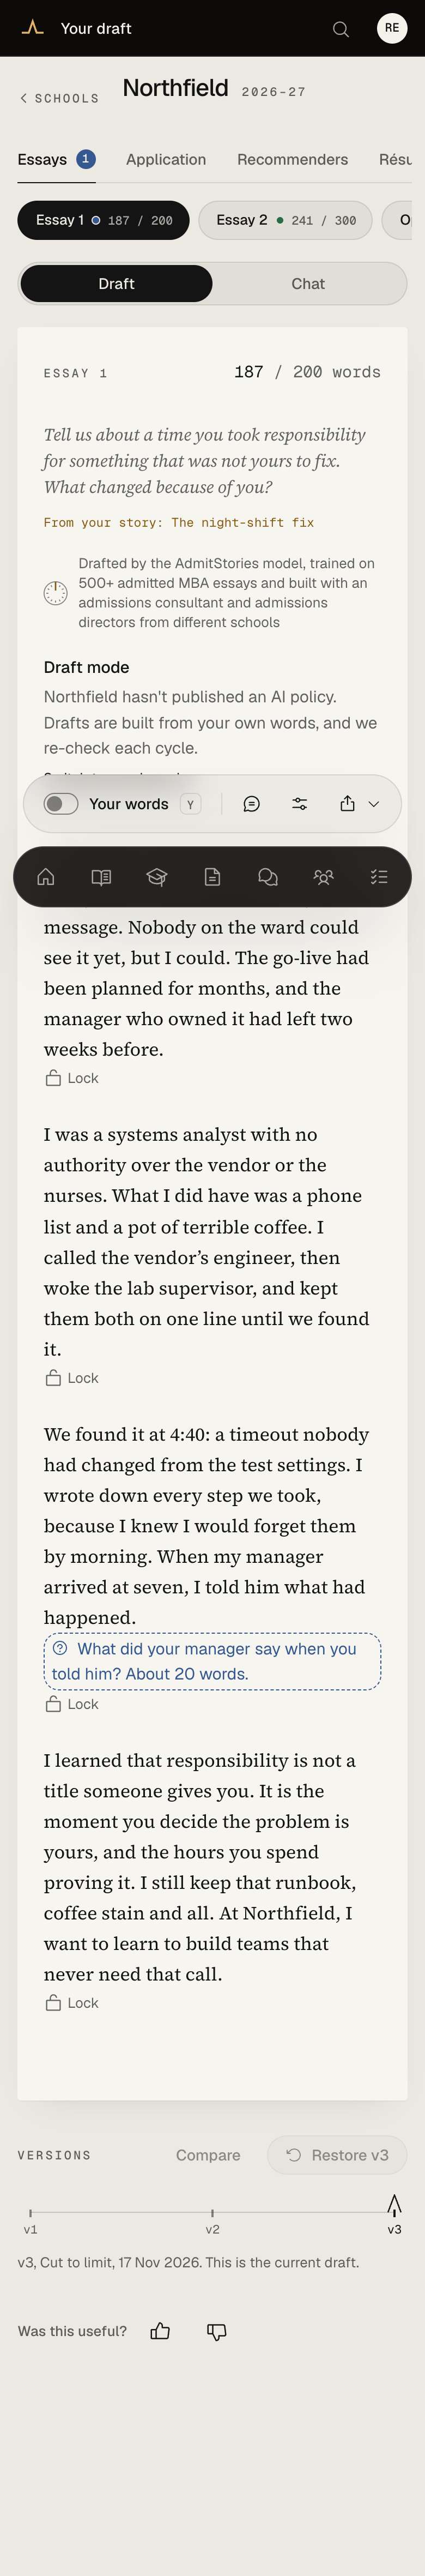 Your draft
RE
SCHOOLS
Northfield 2026-27
Essays 1 Application Recommenders
Essay 1 187 / 200 Essay 2 241 / 300
Draft Chat
ESSAY 1 187 / 200 words
Tell us about a time you took responsibility
for something that was not yours to fix.
What changed because of you?
From your story: The night-shift fix
Drafted by the AdmitStories model, trained on
500+ admitted MBA essays and built with an
admissions consultant and admissions
directors from different schools
Draft mode
Northfield hasn't published an AI policy.
Drafts are built from your own words, and we
re-check each cycle.
Your words Y
message. Nobody on the ward could
see it yet, but I could. The go-live had
been planned for months, and the
manager who owned it had left two
weeks before.
Lock
I was a systems analyst with no
authority over the vendor or the
nurses. What I did have was a phone
list and a pot of terrible coffee. I
called the vendor’s engineer, then
woke the lab supervisor, and kept
them both on one line until we found
it.
Lock
We found it at 4:40: a timeout nobody
had changed from the test settings. I
wrote down every step we took,
because I knew I would forget them
by morning. When my manager
arrived at seven, I told him what had
happened.
What did your manager say when you
told him? About 20 words.
Lock
I learned that responsibility is not a
title someone gives you. It is the
moment you decide the problem is
yours, and the hours you spend
proving it. I still keep that runbook,
coffee stain and all. At Northfield, I
want to learn to build teams that
never need that call.
Lock
VERSIONS Compare Restore v3
v1 v2 v3
v3, Cut to limit, 17 Nov 2026. This is the current draft.
Was this useful?